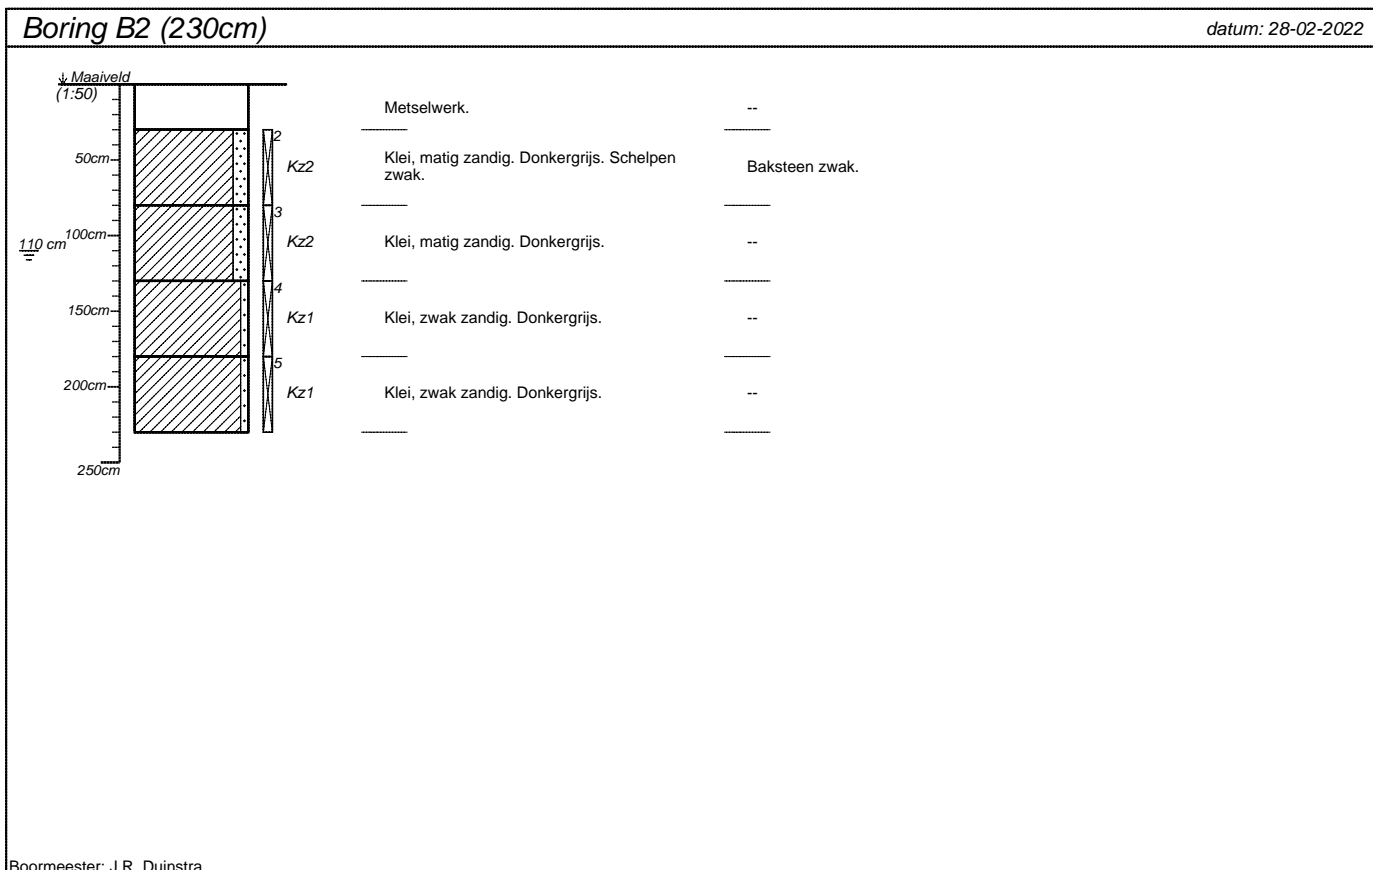 Boring B2 (230cm)
datum: 28-02-2022
Maaiveld
(1:50)
Metselwerk.
--
2
50cm
Kz2
Klei, matig zandig. Donkergrijs. Schelpen
zwak.
Baksteen zwak.
3
100cm
110 cm
Kz2
Klei, matig zandig. Donkergrijs.
--
4
150cm
Kz1
Klei, zwak zandig. Donkergrijs.
--
5
200cm
Kz1
Klei, zwak zandig. Donkergrijs.
--
250cm
Boormeester: J.R. Duinstra